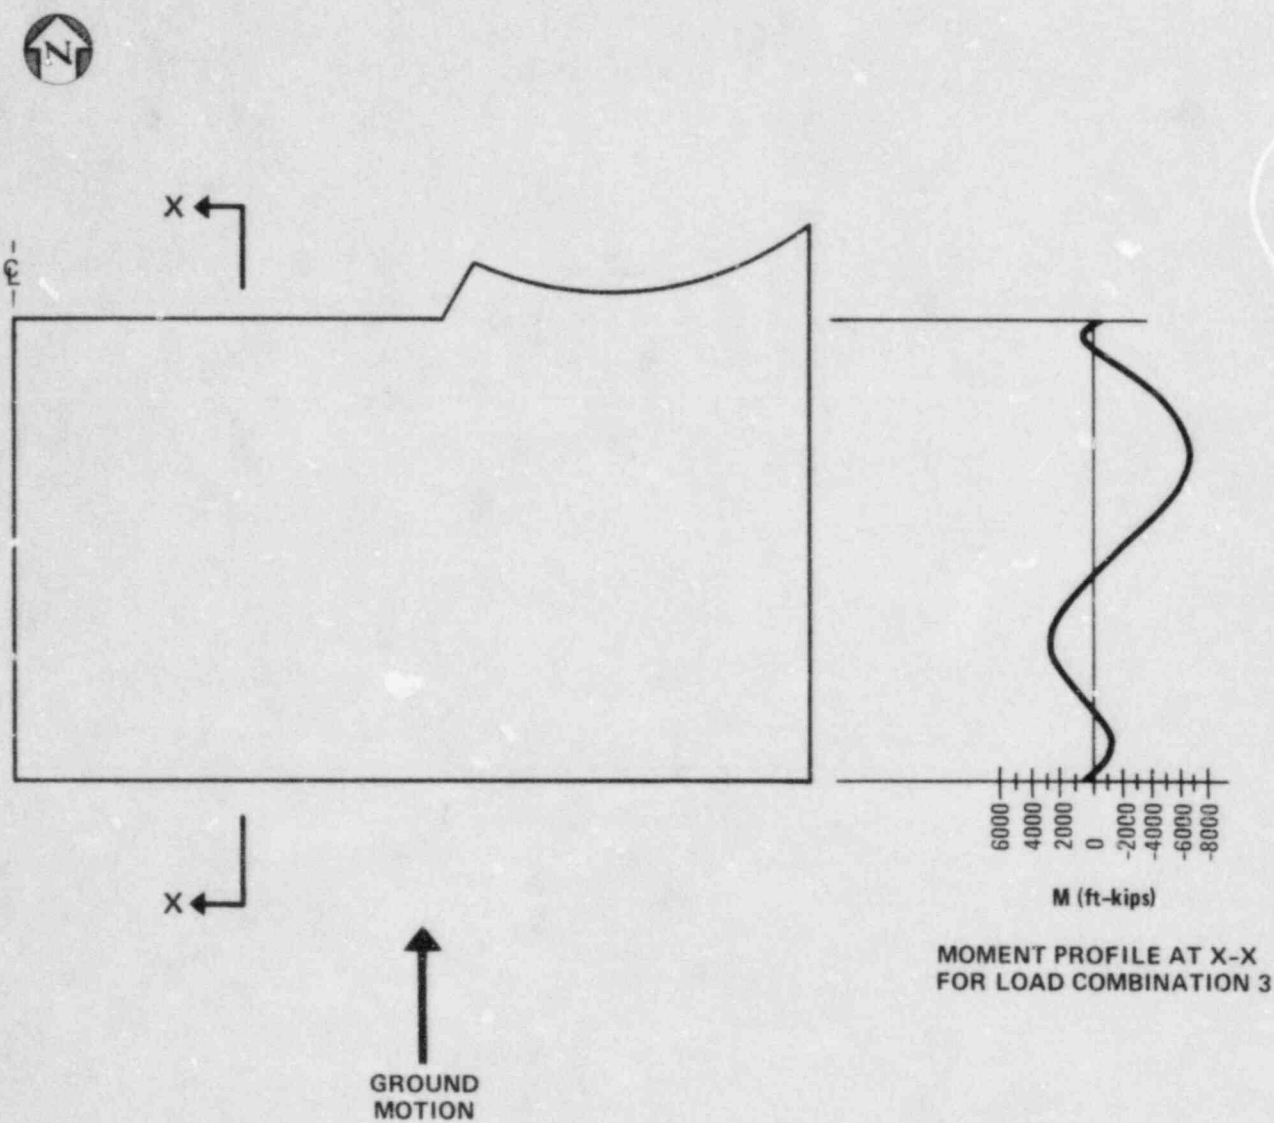 N
X
℄
X
6000
4000
2000
0
-2000
-4000
-6000
-8000
M (ft-kips)
MOMENT PROFILE AT X-X
FOR LOAD COMBINATION 3
GROUND
MOTION